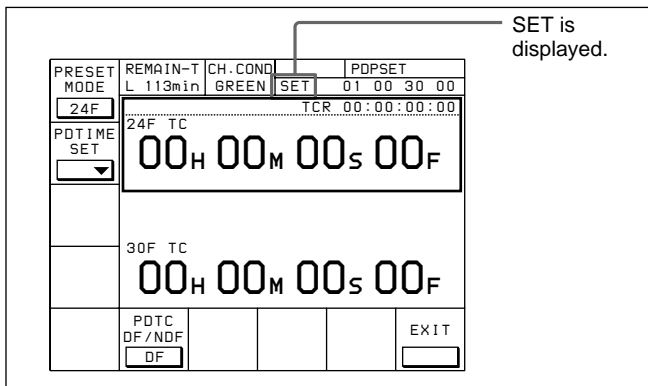 SET is
displayed.
PRESET MODE
24F
PDTIME SET
REMAIN-T
L 113min
CH.COND
GREEN
SET
PDPSET
01 00 30 00
TCR 00:00:00:00
24F TC
00H 00M 00S 00F
30F TC
00H 00M 00S 00F
PDTC
DF/NDF
DF
EXIT